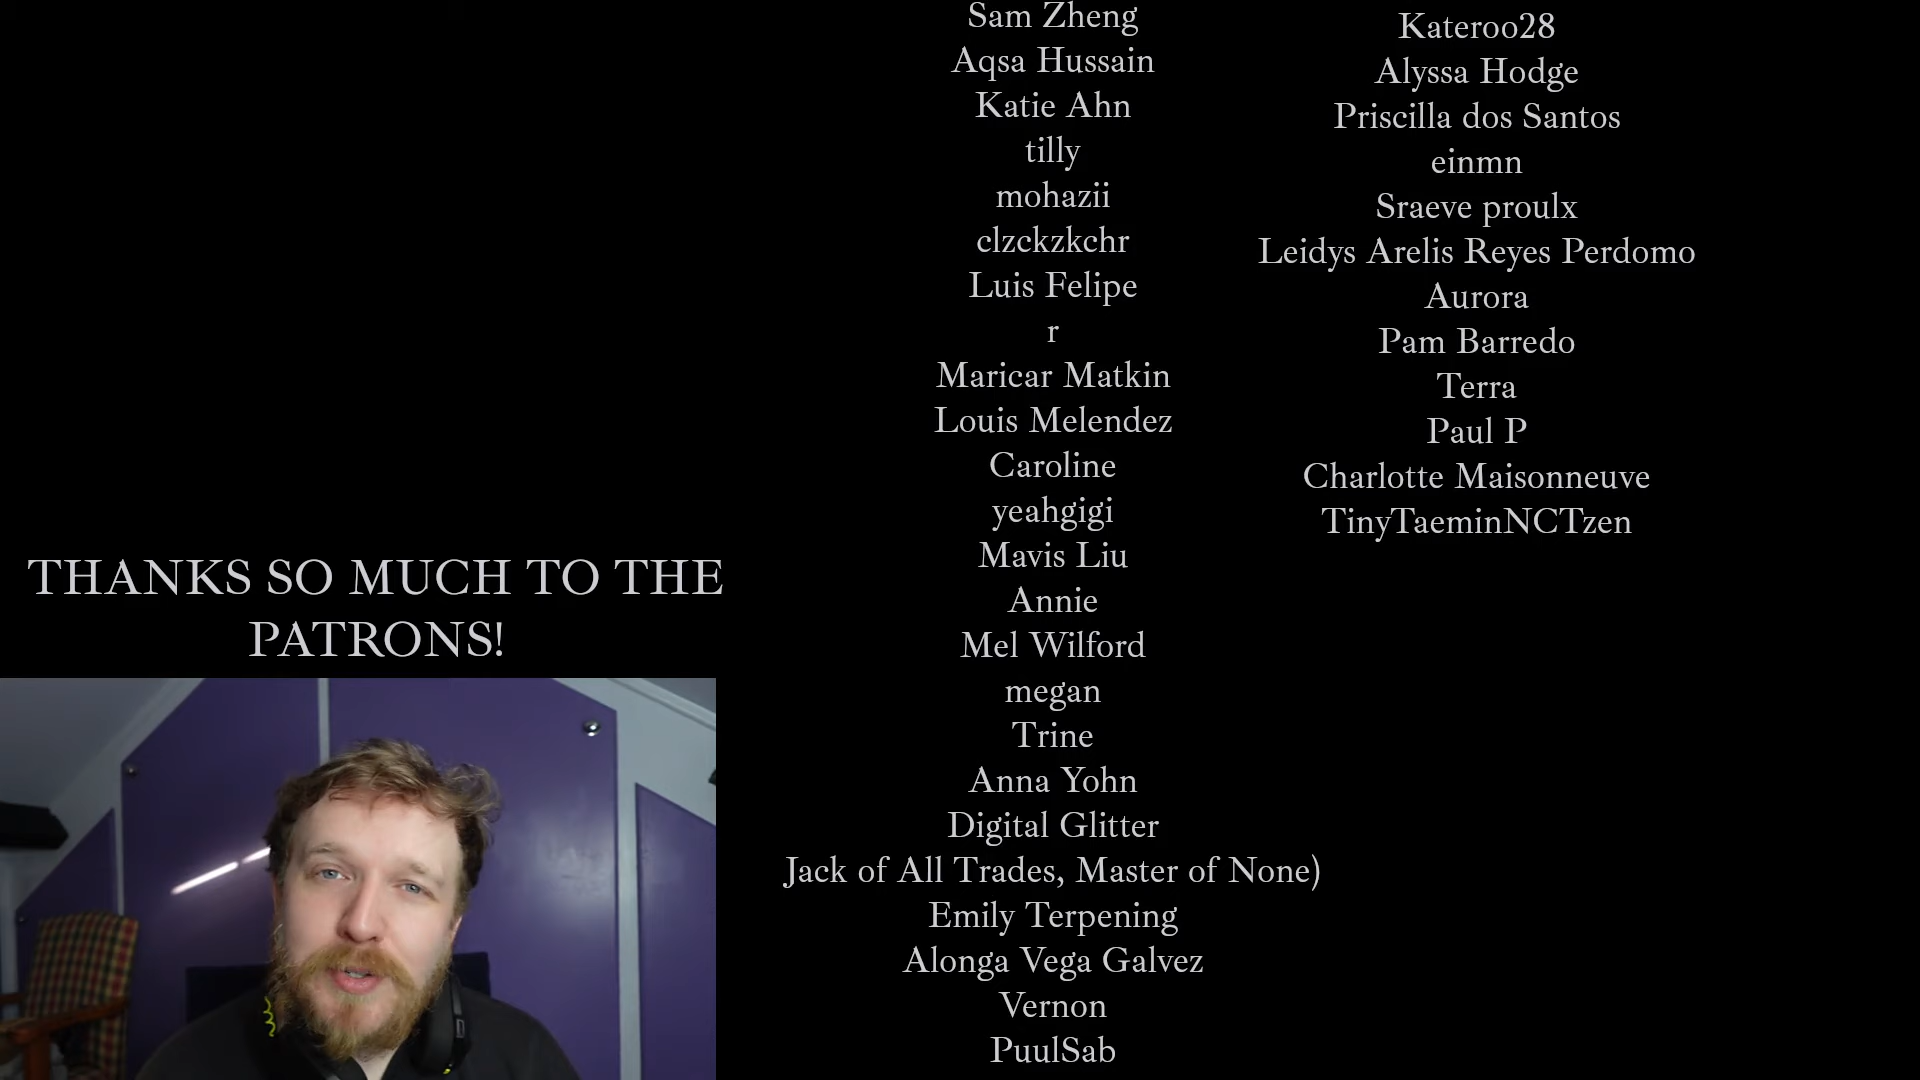 THANKS SO MUCH TO THE
PATRONS!
Sam Zheng
Aqsa Hussain
Katie Ahn
tilly
mohazii
clzckzkchr
Luis Felipe
r
Maricar Matkin
Louis Melendez
Caroline
yeahgigi
Mavis Liu
Annie
Mel Wilford
megan
Trine
Anna Yohn
Digital Glitter
Jack of All Trades, Master of None)
Emily Terpening
Alonga Vega Galvez
Vernon
PuulSab
Kateroo28
Alyssa Hodge
Priscilla dos Santos
einmn
Sraeve proulx
Leidys Arelis Reyes Perdomo
Aurora
Pam Barredo
Terra
Paul P
Charlotte Maisonneuve
TinyTaeminNCTzen